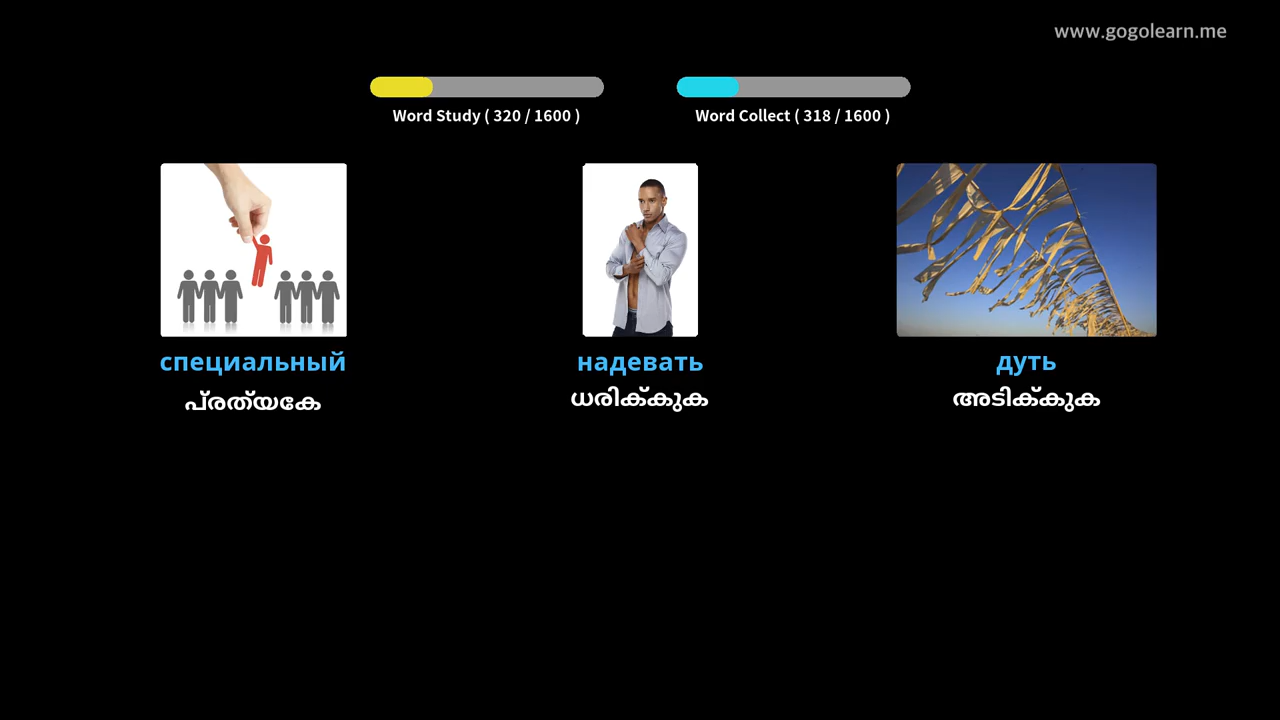 www.gogolearn.me
Word Study ( 320 / 1600 )
Word Collect ( 318 / 1600 )
специальный
надевать
дуть
പ്രത്യകേ
ധരിക്കുക
അടിക്കുക